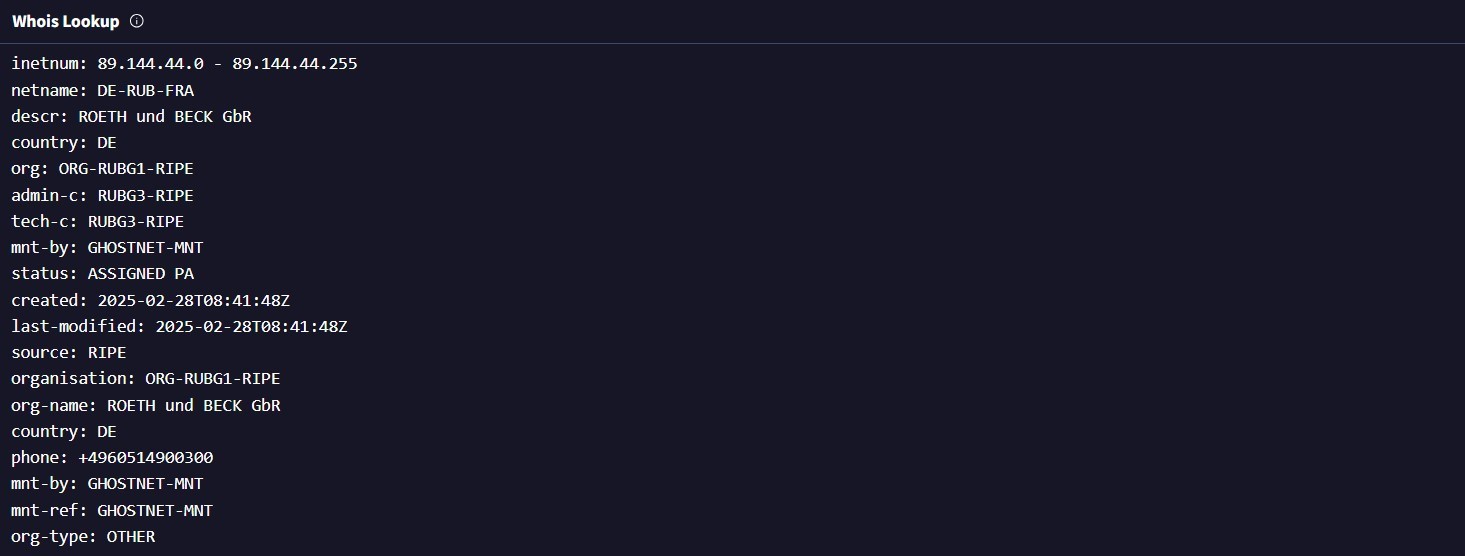 Whois Lookup
inetnum: 89.144.44.0 - 89.144.44.255
netname: DE-RUB-FRA
descr: ROETH und BECK GbR
country: DE
org: ORG-RUBG1-RIPE
admin-c: RUBG3-RIPE
tech-c: RUBG3-RIPE
mnt-by: GHOSTNET-MNT
status: ASSIGNED PA
created: 2025-02-28T08:41:48Z
last-modified: 2025-02-28T08:41:48Z
source: RIPE
organisation: ORG-RUBG1-RIPE
org-name: ROETH und BECK GbR
country: DE
phone: +4960514900300
mnt-by: GHOSTNET-MNT
mnt-ref: GHOSTNET-MNT
org-type: OTHER